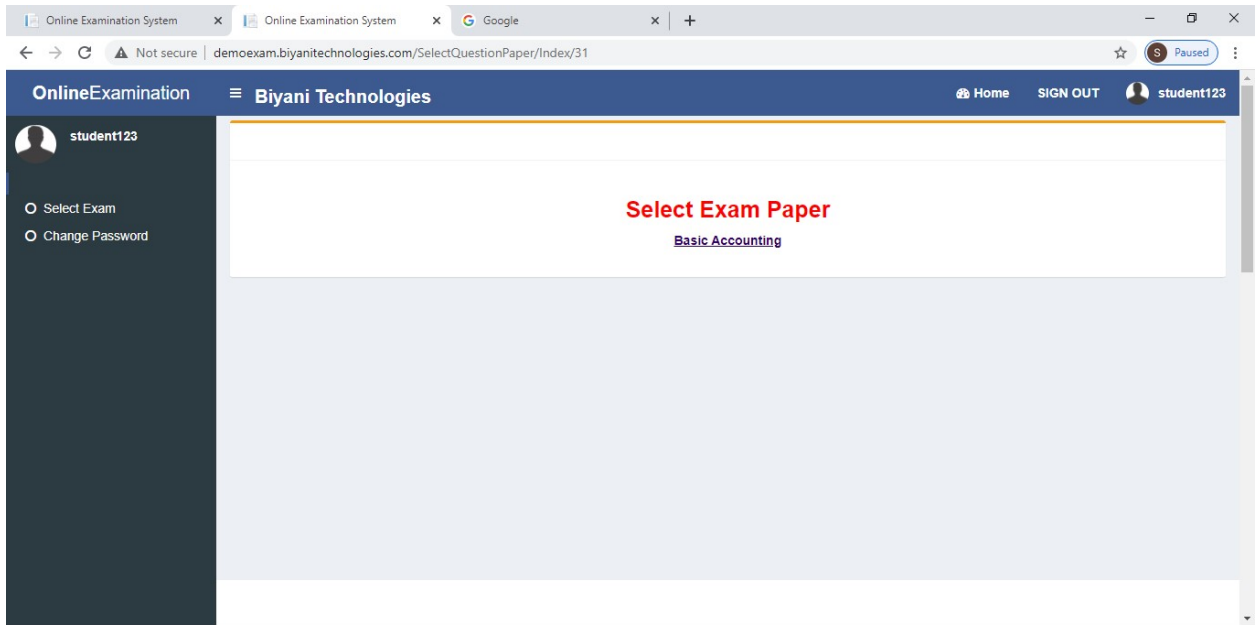 Online Examination System
Online Examination System
Google
Not secure | demoexam.biyanitechnologies.com/SelectQuestionPaper/Index/31
S Paused
OnlineExamination
Biyani Technologies
Home
SIGN OUT
student123
student123
Select Exam Paper
Select Exam
Change Password
Basic Accounting